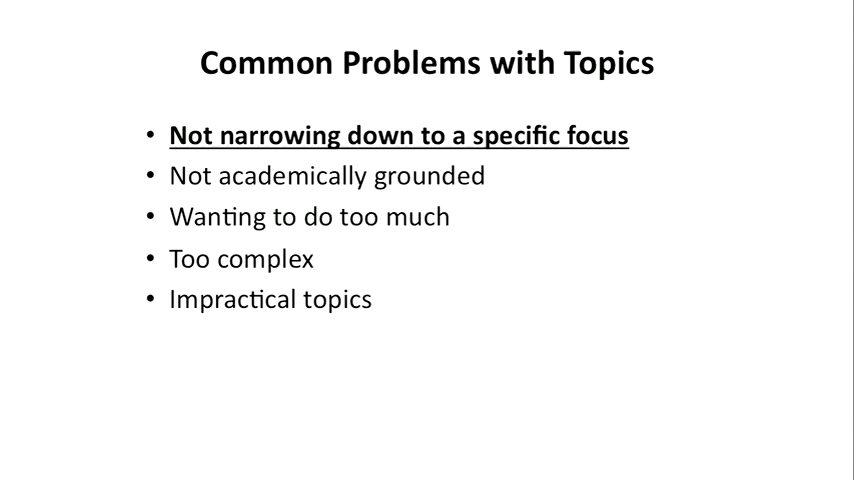 Common Problems with Topics
• Not narrowing down to a specific focus
• Not academically grounded
• Wanting to do too much
• Too complex
• Impractical topics